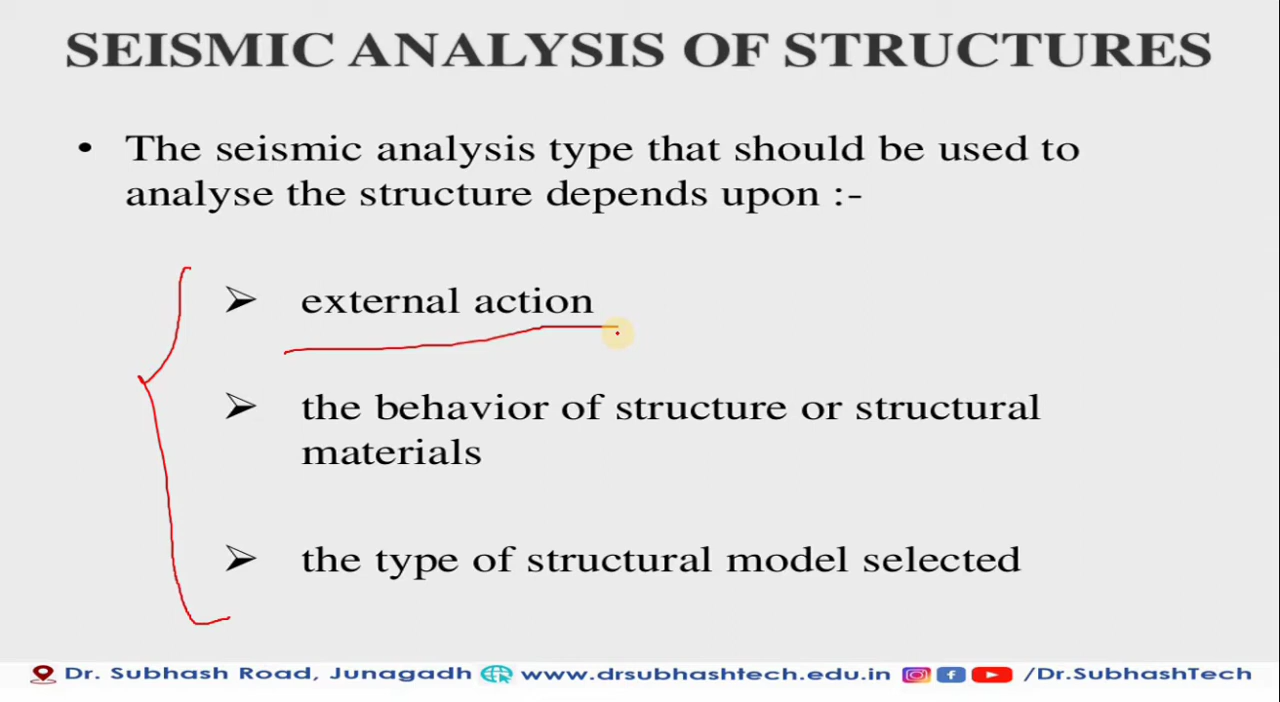 SEISMIC ANALYSIS OF STRUCTURES
• The seismic analysis type that should be used to
analyse the structure depends upon :-
➢ external action
➢ the behavior of structure or structural
materials
➢ the type of structural model selected
Dr. Subhash Road, Junagadh www.drsubhashtech.edu.in /Dr.SubhashTech